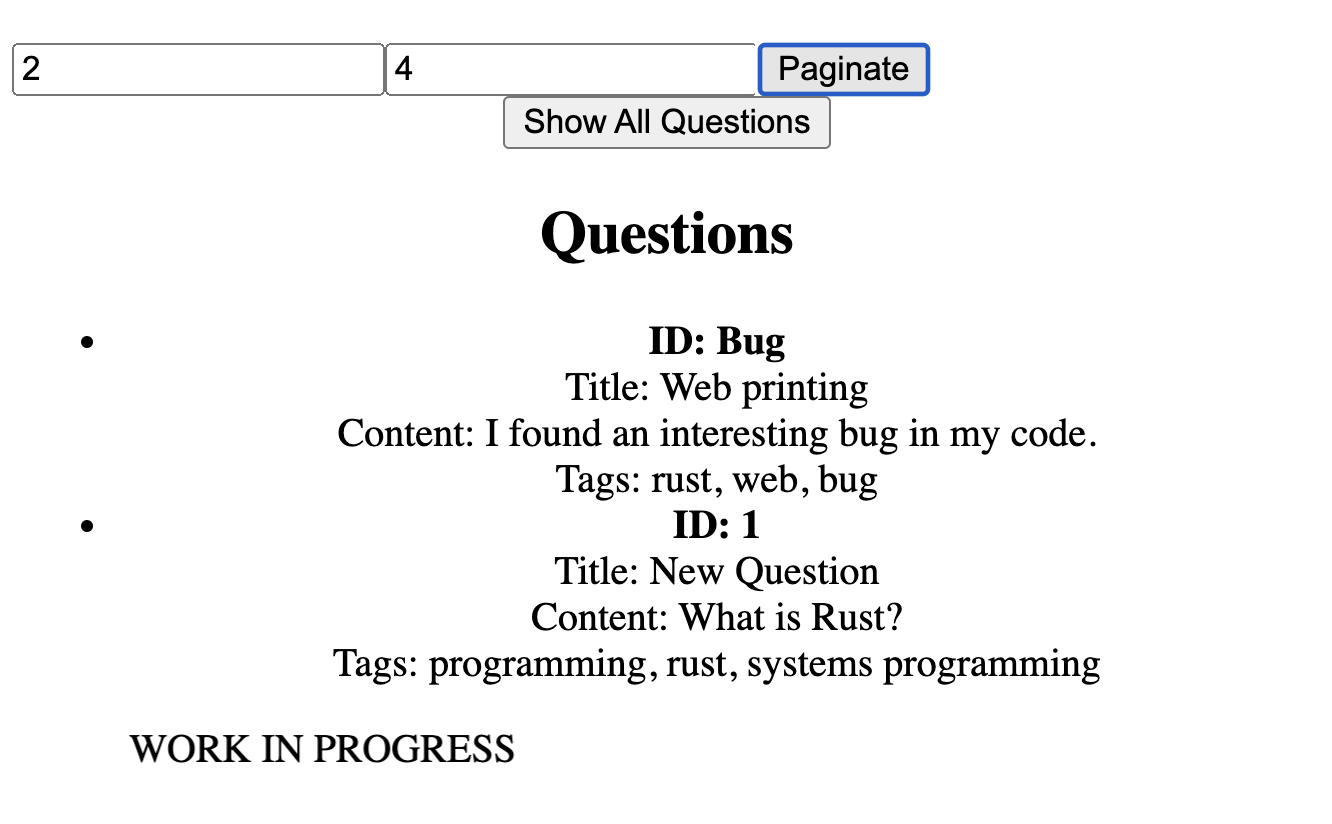 2 4 Paginate
Show All Questions
Questions
ID: Bug
Title: Web printing
Content: I found an interesting bug in my code.
Tags: rust, web, bug
ID: 1
Title: New Question
Content: What is Rust?
Tags: programming, rust, systems programming
WORK IN PROGRESS